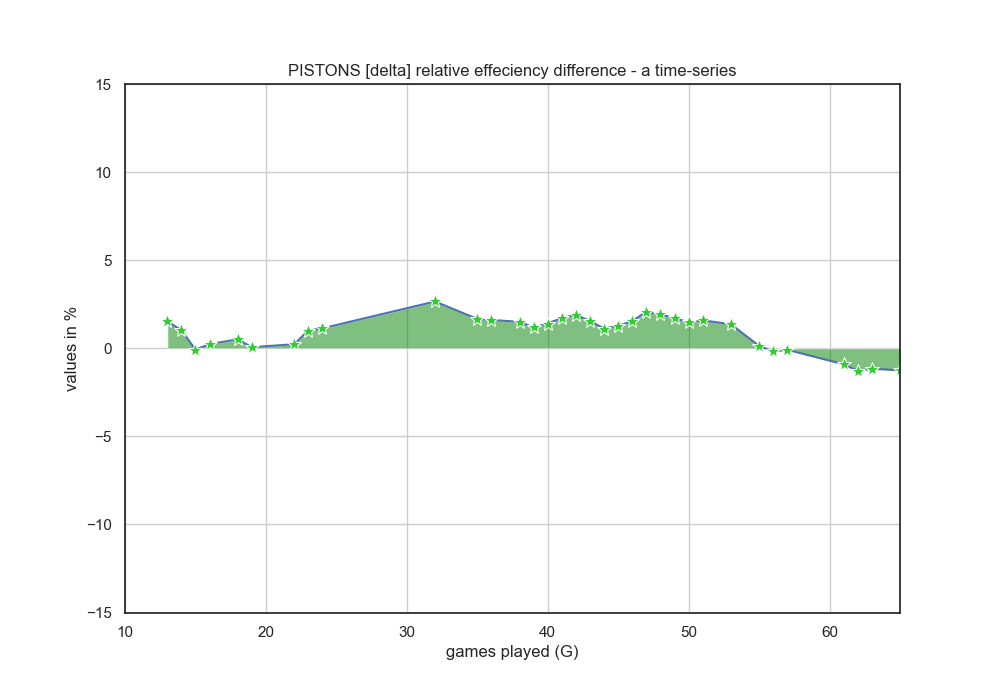 PISTONS [delta] relative effeciency difference - a time-series
15
10
5
0
−5
−10
−15
values in %
10 20 30 40 50 60
games played (G)